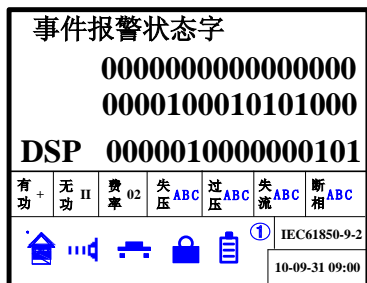 事件报警状态字
0000000000000000
0000100010101000
DSP 0000010000000101
有功 + 无功 II 费率 02 失压 ABC 过压 ABC 失流 ABC 断相 ABC
① IEC61850-9-2
10-09-31 09:00